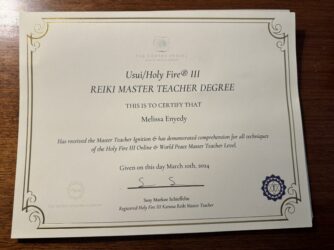 Usui/Holy Fire® III
REIKI MASTER TEACHER DEGREE
THIS IS TO CERTIFY THAT
Melissa Enyedy
Has received the Master Teacher Ignition & has demonstrated comprehension for all techniques
of the Holy Fire III Online & World Peace Master Teacher Level.
Given on this day March 10th, 2024
Suzy Markoe Schieffelin
Registered Holy Fire III Karuna Reiki Master Teacher